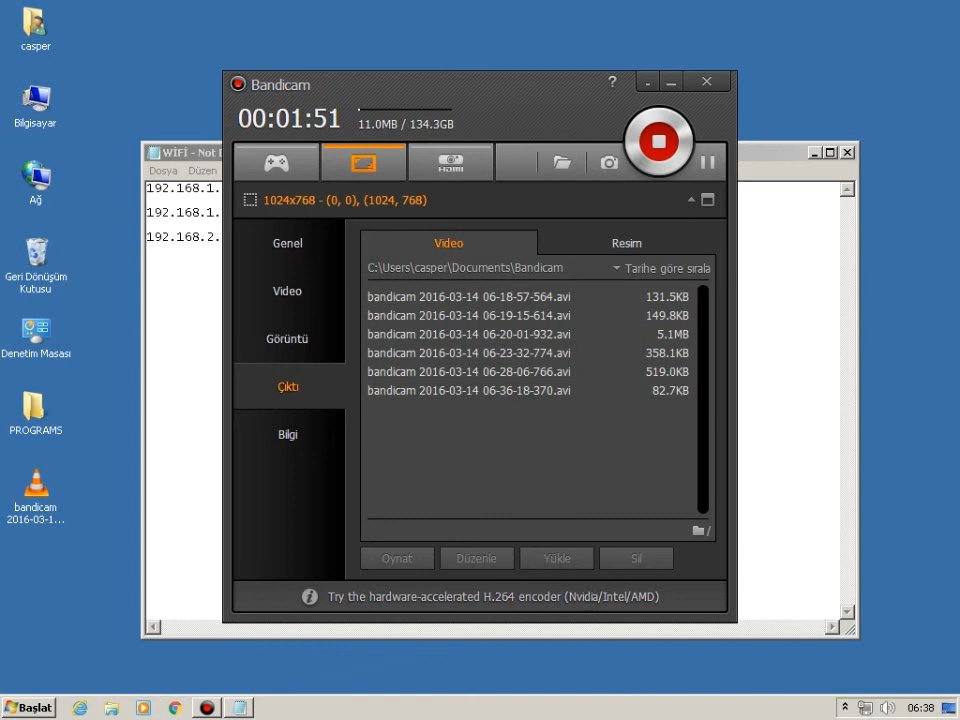 casper
Bilgisayar
Ağ
Geri Dönüşüm
Kutusu
Denetim Masası
PROGRAMS
bandicam
2016-03-1...
WİFİ - Not D
Dosya Düzen
192.168.1.
192.168.1.
192.168.2.
Bandicam
?
00:01:51
11.0MB / 134.3GB
HDMI
1024x768 - (0, 0), (1024, 768)
Genel
Video
Görüntü
Çıktı
Bilgi
Video
Resim
C:\Users\casper\Documents\Bandicam
Tarihe göre sırala
bandicam 2016-03-14 06-18-57-564.avi 131.5KB
bandicam 2016-03-14 06-19-15-614.avi 149.8KB
bandicam 2016-03-14 06-20-01-932.avi 5.1MB
bandicam 2016-03-14 06-23-32-774.avi 358.1KB
bandicam 2016-03-14 06-28-06-766.avi 519.0KB
bandicam 2016-03-14 06-36-18-370.avi 82.7KB
/
Oynat
Düzenle
Yükle
Sil
Try the hardware-accelerated H.264 encoder (Nvidia/Intel/AMD)
Başlat
06:38